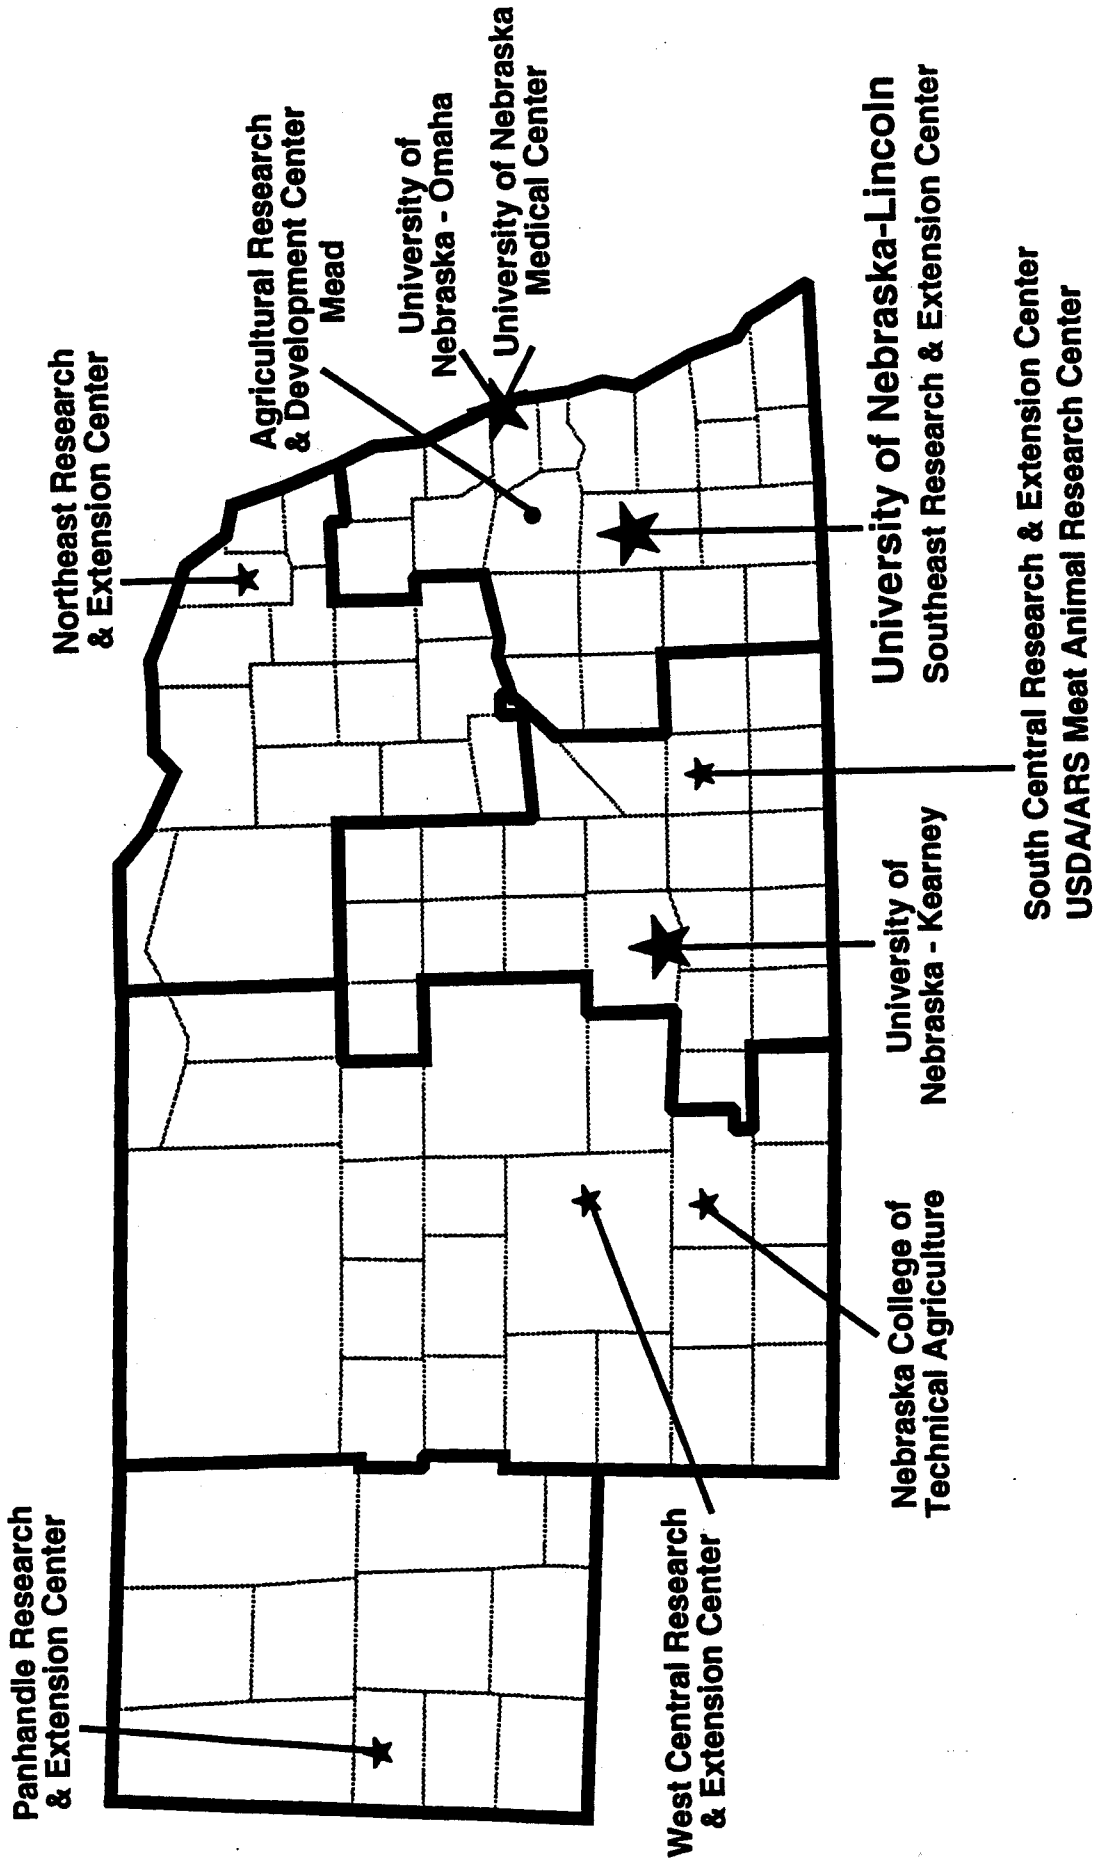 Panhandle Research
& Extension Center
Northeast Research
& Extension Center
Agricultural Research
& Development Center
Mead
University of
Nebraska - Omaha
University of Nebraska
Medical Center
West Central Research
& Extension Center
Nebraska College of
Technical Agriculture
University of
Nebraska - Kearney
University of Nebraska-Lincoln
Southeast Research & Extension Center
South Central Research & Extension Center
USDA/ARS Meat Animal Research Center